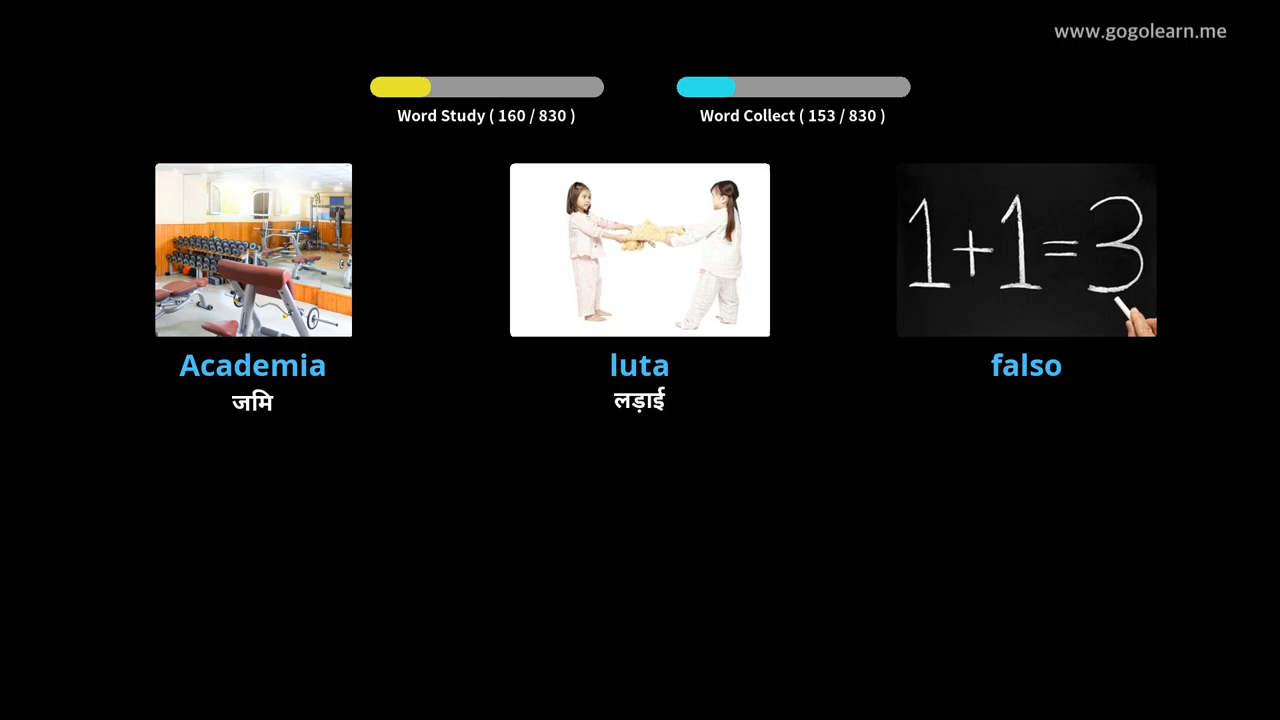 www.gogolearn.me
Word Study ( 160 / 830 )
Word Collect ( 153 / 830 )
1+1=3
Academia
luta
falso
जमि
लड़ाई